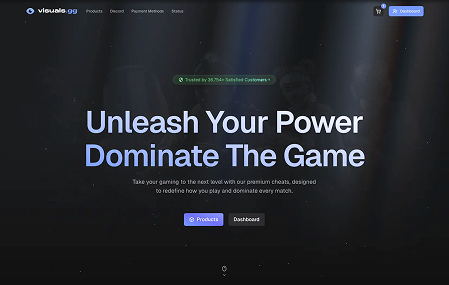 visuals.gg
Products Discord Payment Methods Status
Dashboard
Trusted by 36,754+ Satisfied Customers
Unleash Your Power
Dominate The Game
Take your gaming to the next level with our premium cheats, designed
to redefine how you play and dominate every match.
Products Dashboard